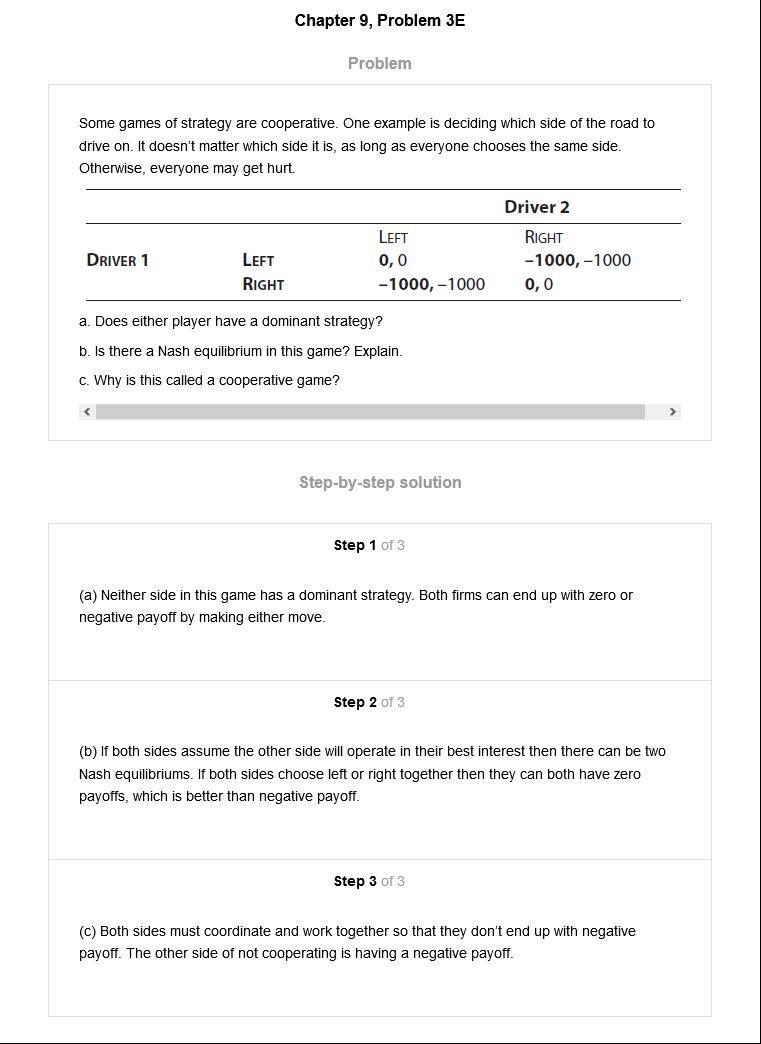 Chapter 9, Problem 3E
Problem
Some games of strategy are cooperative. One example is deciding which side of the road to
drive on. It doesn't matter which side it is, as long as everyone chooses the same side.
Otherwise, everyone may get hurt.
Driver 2
LEFT RIGHT
DRIVER 1 LEFT 0, 0 −1000, −1000
RIGHT −1000, −1000 0, 0
a. Does either player have a dominant strategy?
b. Is there a Nash equilibrium in this game? Explain.
c. Why is this called a cooperative game?
Step-by-step solution
Step 1 of 3
(a) Neither side in this game has a dominant strategy. Both firms can end up with zero or
negative payoff by making either move.
Step 2 of 3
(b) If both sides assume the other side will operate in their best interest then there can be two
Nash equilibriums. If both sides choose left or right together then they can both have zero
payoffs, which is better than negative payoff.
Step 3 of 3
(c) Both sides must coordinate and work together so that they don't end up with negative
payoff. The other side of not cooperating is having a negative payoff.